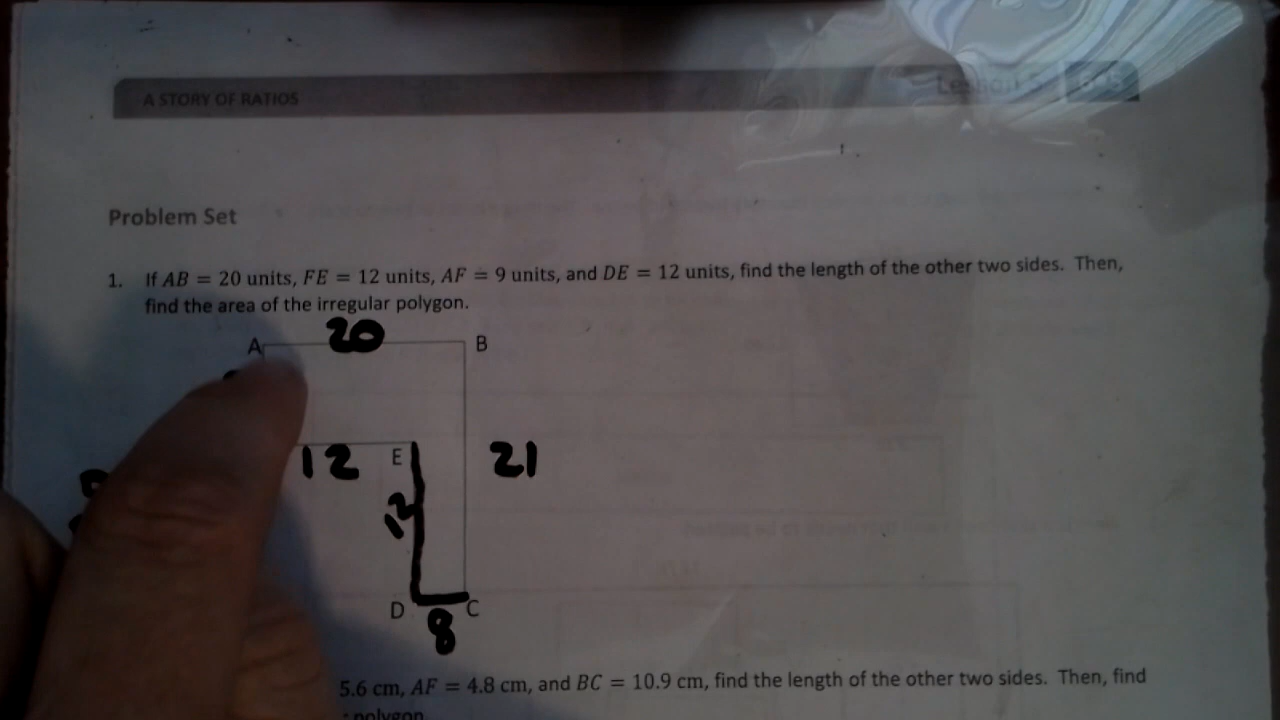 A STORY OF RATIOS
Lesson 5
Problem Set
1. If AB = 20 units, FE = 12 units, AF = 9 units, and DE = 12 units, find the length of the other two sides. Then,
find the area of the irregular polygon.
A 20 B
12 E 21
12
D C
8
5.6 cm, AF = 4.8 cm, and BC = 10.9 cm, find the length of the other two sides. Then, find
polygon